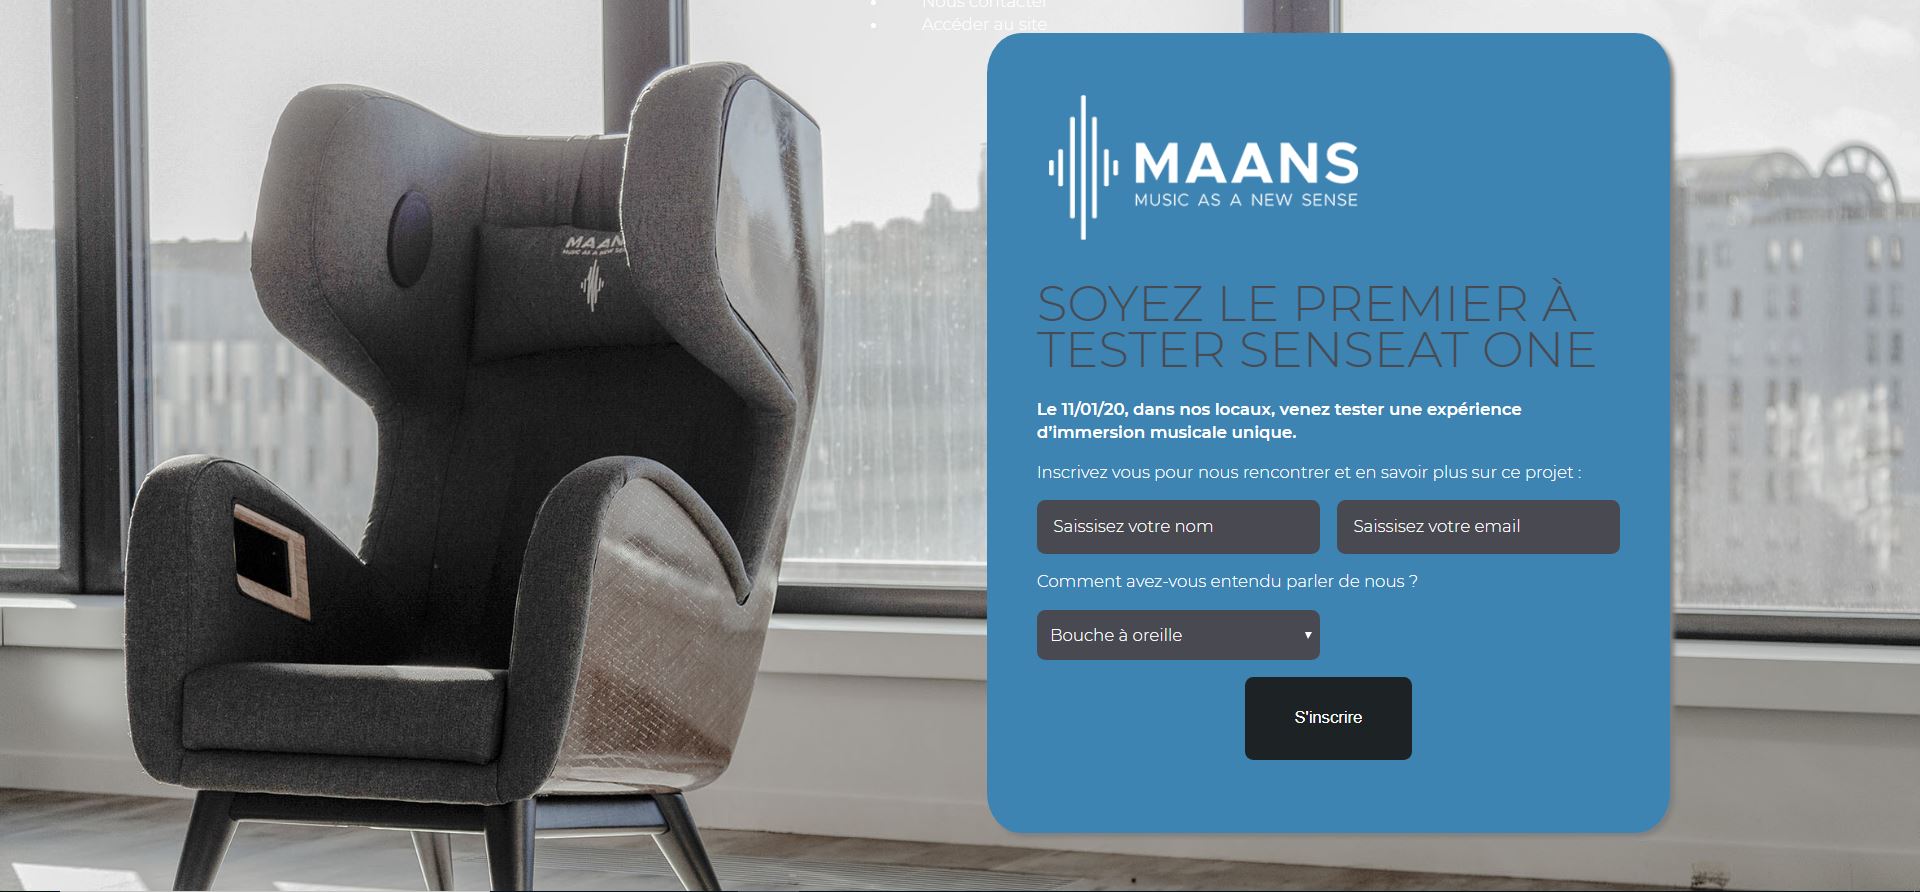 Nous contacter
Accéder au site
MAANS
MUSIC AS A NEW SENSE
MAAN
MUSIC AS A NEW SEN
SOYEZ LE PREMIER À
TESTER SENSEAT ONE
Le 11/01/20, dans nos locaux, venez tester une expérience
d'immersion musicale unique.
Inscrivez vous pour nous rencontrer et en savoir plus sur ce projet :
Saissisez votre nom
Saissisez votre email
Comment avez-vous entendu parler de nous ?
Bouche à oreille
S'inscrire